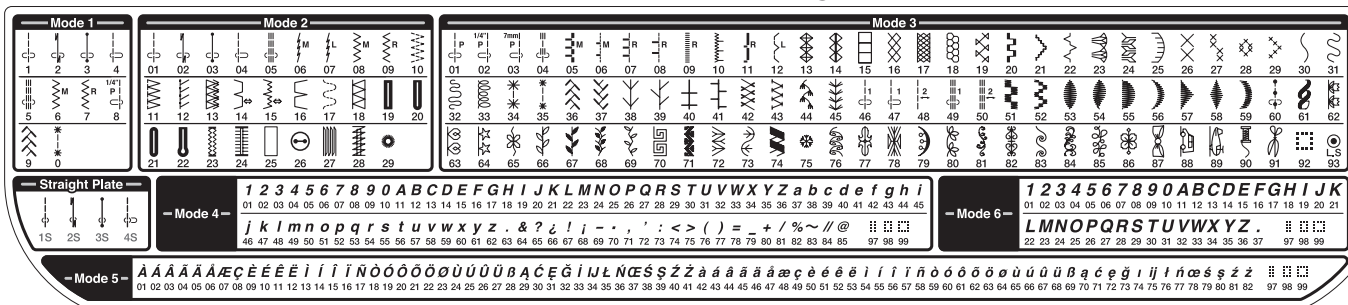 Mode 1
1 2 3 4
M R 1/4" P
5 6 7 8
9 0
Mode 2
M L M R
01 02 03 04 05 06 07 08 09 10
11 12 13 14 15 16 17 18 19 20
21 22 23 24 25 26 27 28 29
Mode 3
P 1/4" P 7mm P M M R R R L
01 02 03 04 05 06 07 08 09 10 11 12 13 14 15 16 17 18 19 20 21 22 23 24 25 26 27 28 29 30 31
1 1 2 1 2
32 33 34 35 36 37 38 39 40 41 42 43 44 45 46 47 48 49 50 51 52 53 54 55 56 57 58 59 60 61 62
63 64 65 66 67 68 69 70 71 72 73 74 75 76 77 78 79 80 81 82 83 84 85 86 87 88 89 90 91 92 93
L S
Straight Plate
1S 2S 3S 4S
Mode 4
1 2 3 4 5 6 7 8 9 0 A B C D E F G H I J K L M N O P Q R S T U V W X Y Z a b c d e f g h i
01 02 03 04 05 06 07 08 09 10 11 12 13 14 15 16 17 18 19 20 21 22 23 24 25 26 27 28 29 30 31 32 33 34 35 36 37 38 39 40 41 42 43 44 45
j k l m n o p q r s t u v w x y z . & ? ¿ ! ¡ - · , ' : < > ( ) = _ + / % ~ // @
46 47 48 49 50 51 52 53 54 55 56 57 58 59 60 61 62 63 64 65 66 67 68 69 70 71 72 73 74 75 76 77 78 79 80 81 82 83 84 85 97 98 99
Mode 6
1 2 3 4 5 6 7 8 9 0 A B C D E F G H I J K
01 02 03 04 05 06 07 08 09 10 11 12 13 14 15 16 17 18 19 20 21
L M N O P Q R S T U V W X Y Z .
22 23 24 25 26 27 28 29 30 31 32 33 34 35 36 37 97 98 99
Mode 5
À Á Â Ã Ä Å Æ Ç È É Ê Ë Ì Í Î Ï Ñ Ò Ó Ô Õ Ö Ø Ù Ú Û Ü ß Ą Ć Ę Ğ İ IJ Ł Ń Œ Ś Ş Ź Ż à á â ã ä å æ ç è é ê ë ì í î ï ñ ò ó ô õ ö ø ù ú û ü ß ą ć ę ğ ı ij ł ń œ ś ş ź ż
01 02 03 04 05 06 07 08 09 10 11 12 13 14 15 16 17 18 19 20 21 22 23 24 25 26 27 28 29 30 31 32 33 34 35 36 37 38 39 40 41 42 43 44 45 46 47 48 49 50 51 52 53 54 55 56 57 58 59 60 61 62 63 64 65 66 67 68 69 70 71 72 73 74 75 76 77 78 79 80 81 82 97 98 99